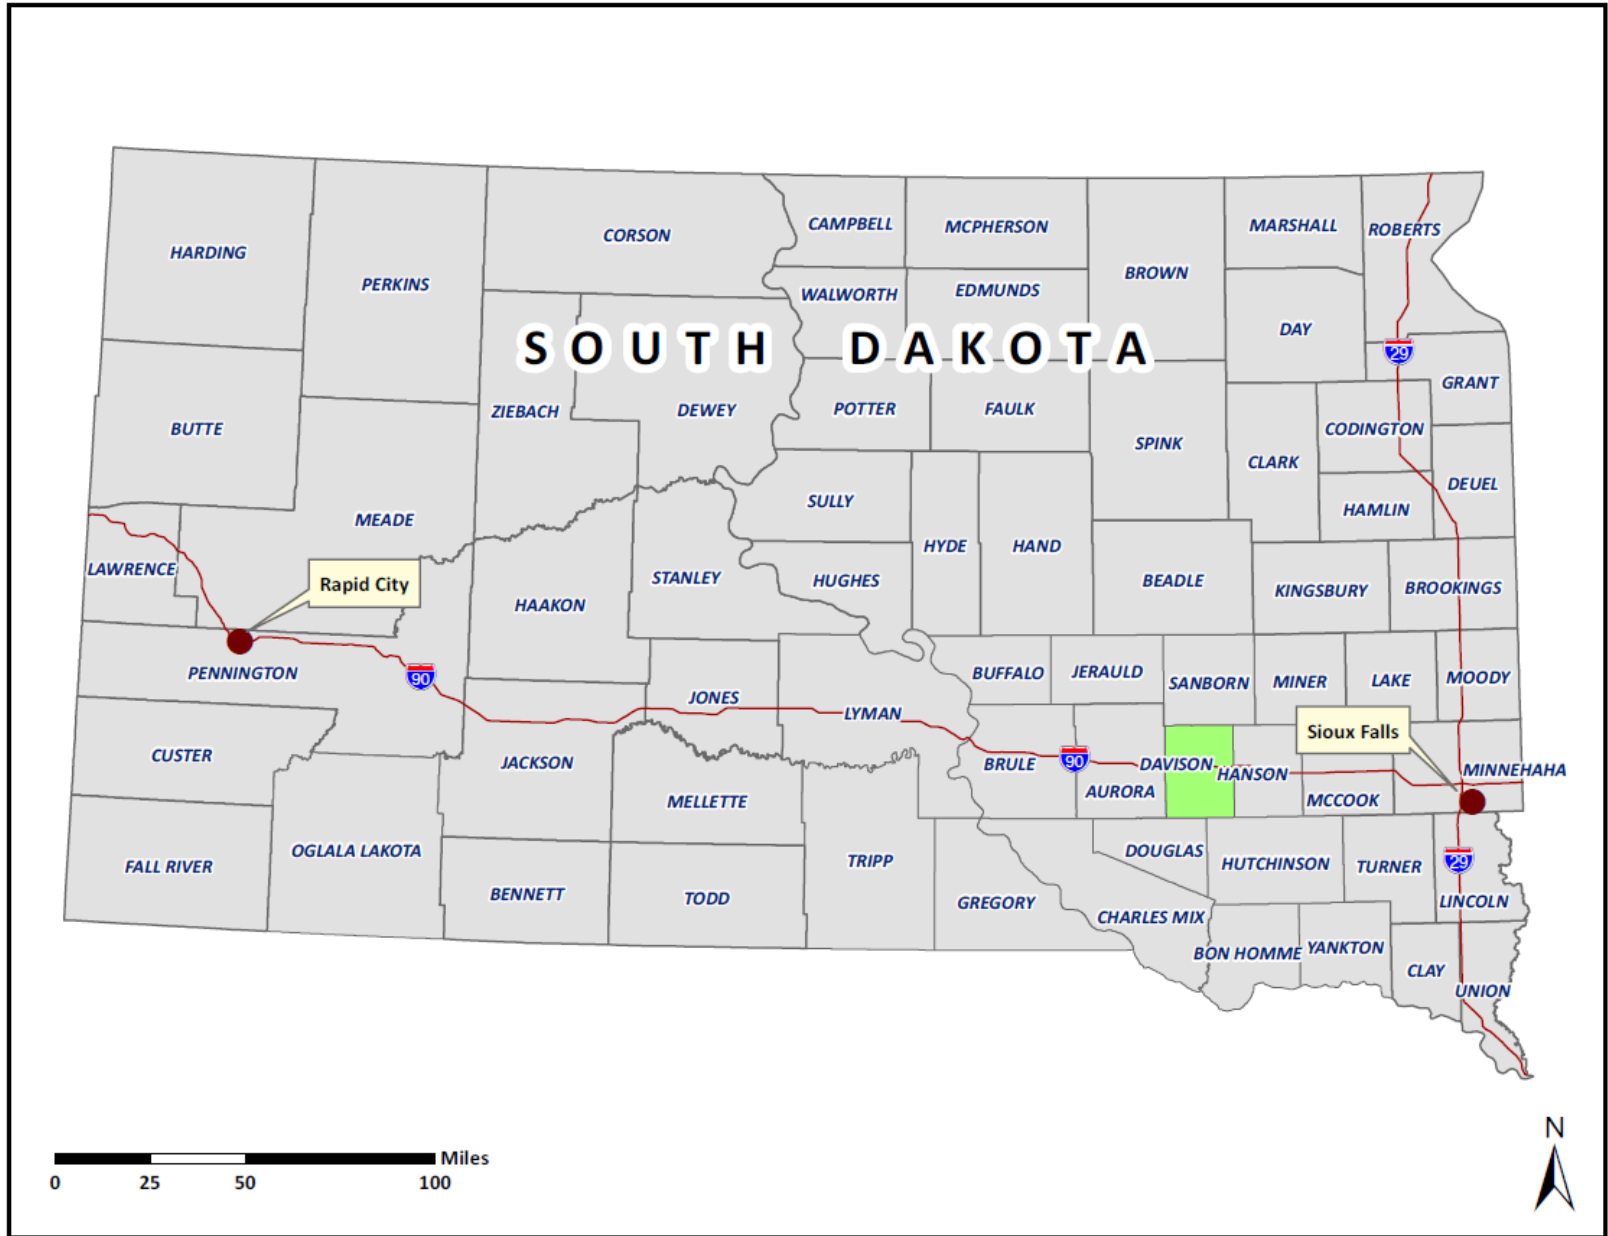 HARDING
PERKINS
CORSON
CAMPBELL
MCPHERSON
BROWN
MARSHALL
ROBERTS
WALWORTH
EDMUNDS
DAY
SOUTH DAKOTA
29
GRANT
BUTTE
ZIEBACH
DEWEY
POTTER
FAULK
SPINK
CLARK
CODINGTON
DEUEL
MEADE
SULLY
HAMLIN
HYDE
HAND
LAWRENCE
Rapid City
HAAKON
STANLEY
HUGHES
BEADLE
KINGSBURY
BROOKINGS
PENNINGTON
90
JONES
LYMAN
BUFFALO
JERAULD
SANBORN
MINER
LAKE
MOODY
Sioux Falls
CUSTER
JACKSON
BRULE
90
DAVISON
HANSON
MINNEHAHA
AURORA
MCCOOK
MELLETTE
FALL RIVER
OGLALA LAKOTA
BENNETT
TODD
TRIPP
GREGORY
DOUGLAS
HUTCHINSON
TURNER
29
LINCOLN
CHARLES MIX
BON HOMME
YANKTON
CLAY
UNION
N
Miles
0 25 50 100